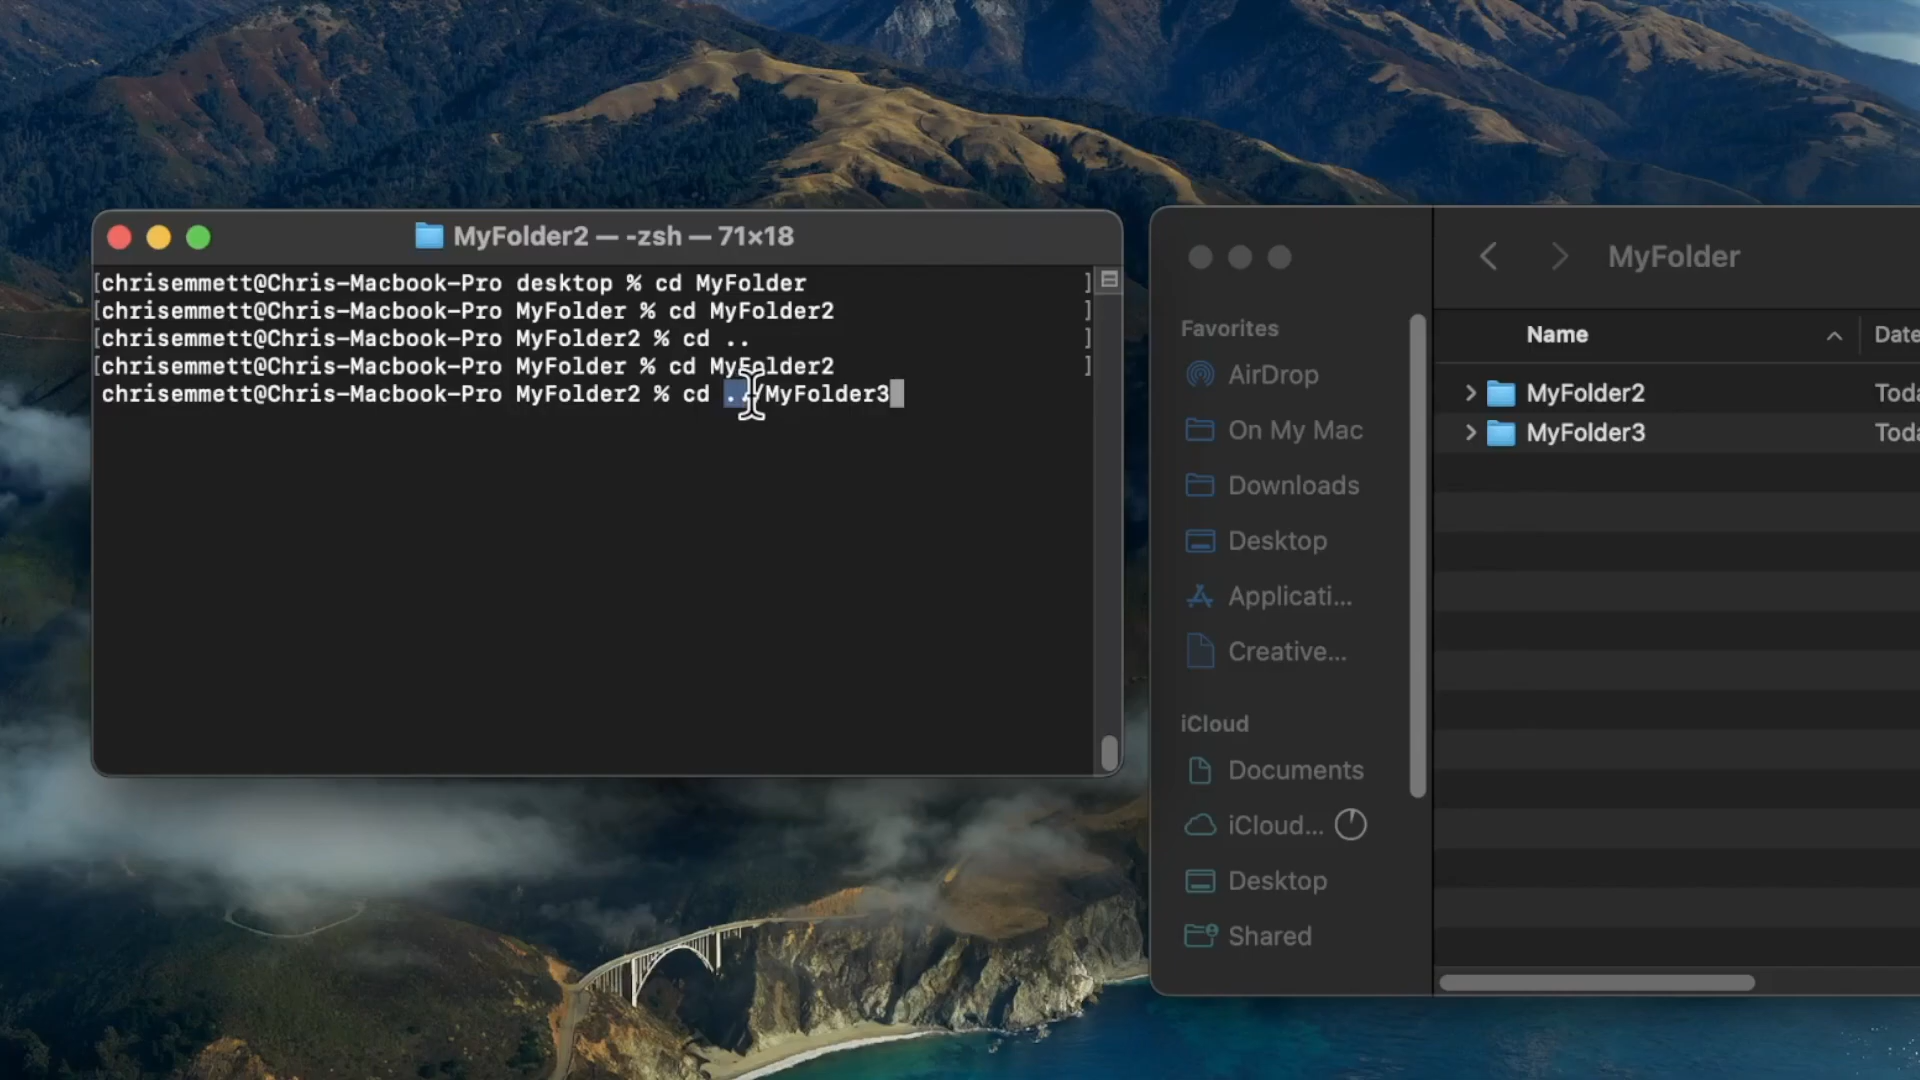 MyFolder2 — -zsh — 71×18
[chrisemmett@Chris-Macbook-Pro desktop % cd MyFolder ]
[chrisemmett@Chris-Macbook-Pro MyFolder % cd MyFolder2 ]
[chrisemmett@Chris-Macbook-Pro MyFolder2 % cd .. ]
[chrisemmett@Chris-Macbook-Pro MyFolder % cd MyFolder2 ]
chrisemmett@Chris-Macbook-Pro MyFolder2 % cd ../MyFolder3
MyFolder
Favorites
AirDrop
On My Mac
Downloads
Desktop
Applicati...
Creative...
iCloud
Documents
iCloud...
Desktop
Shared
Name Date
MyFolder2 Toda
MyFolder3 Toda